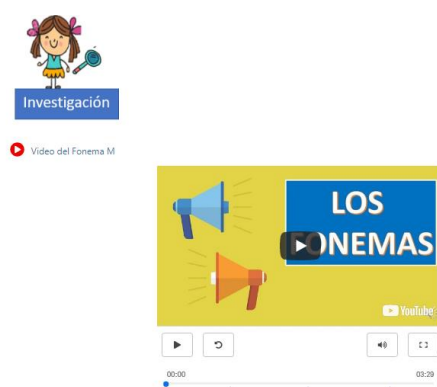 Investigación
Video del Fonema M
LOS
FONEMAS
YouTube
00:00
03:29